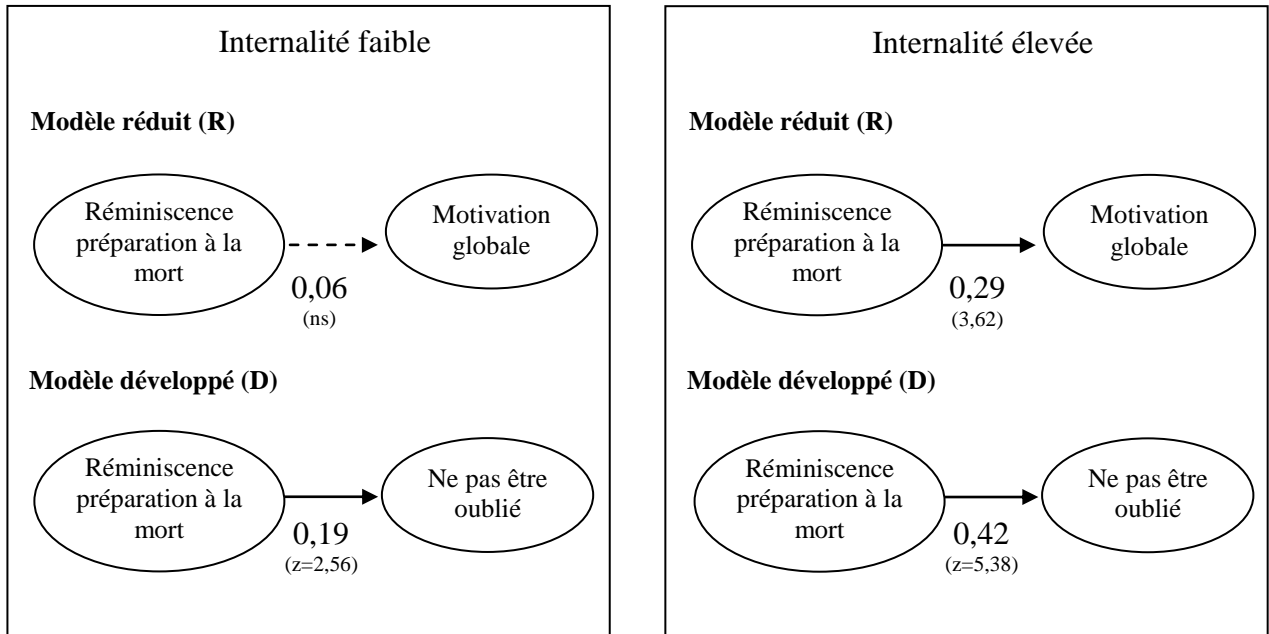 Internalité faible
Modèle réduit (R)
Réminiscence
préparation à la
mort
Motivation
globale
0,06
(ns)
Modèle développé (D)
Réminiscence
préparation à la
mort
Ne pas être
oublié
0,19
(z=2,56)
Internalité élevée
Modèle réduit (R)
Réminiscence
préparation à la
mort
Motivation
globale
0,29
(3,62)
Modèle développé (D)
Réminiscence
préparation à la
mort
Ne pas être
oublié
0,42
(z=5,38)